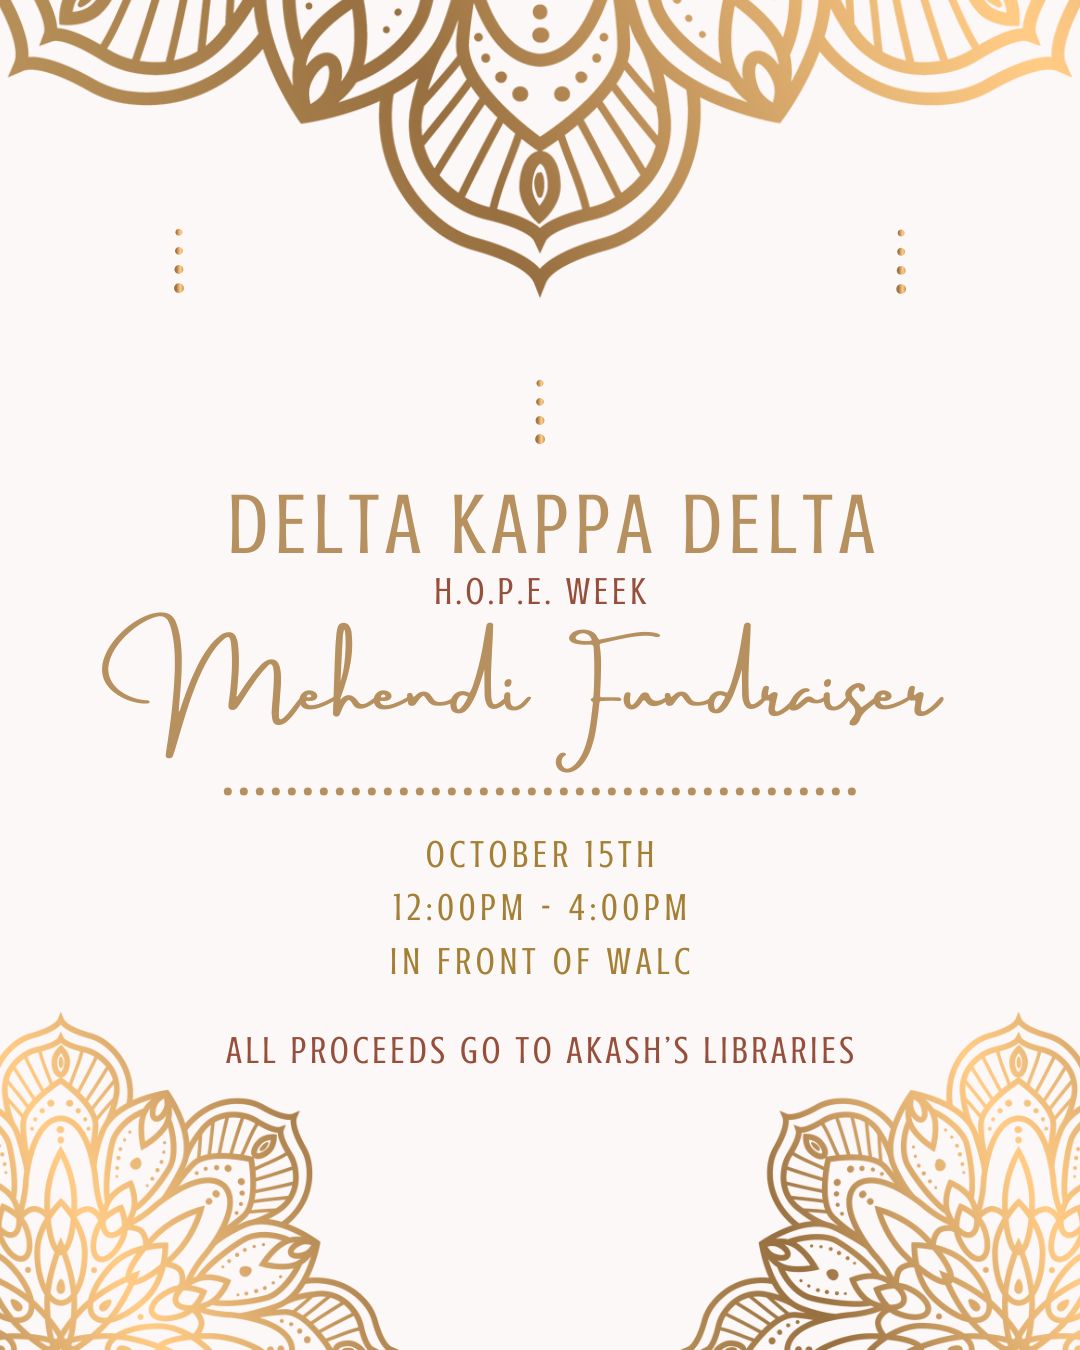 DELTA KAPPA DELTA
H.O.P.E. WEEK
Mehendi Fundraiser
OCTOBER 15TH
12:00PM - 4:00PM
IN FRONT OF WALC
ALL PROCEEDS GO TO AKASH’S LIBRARIES